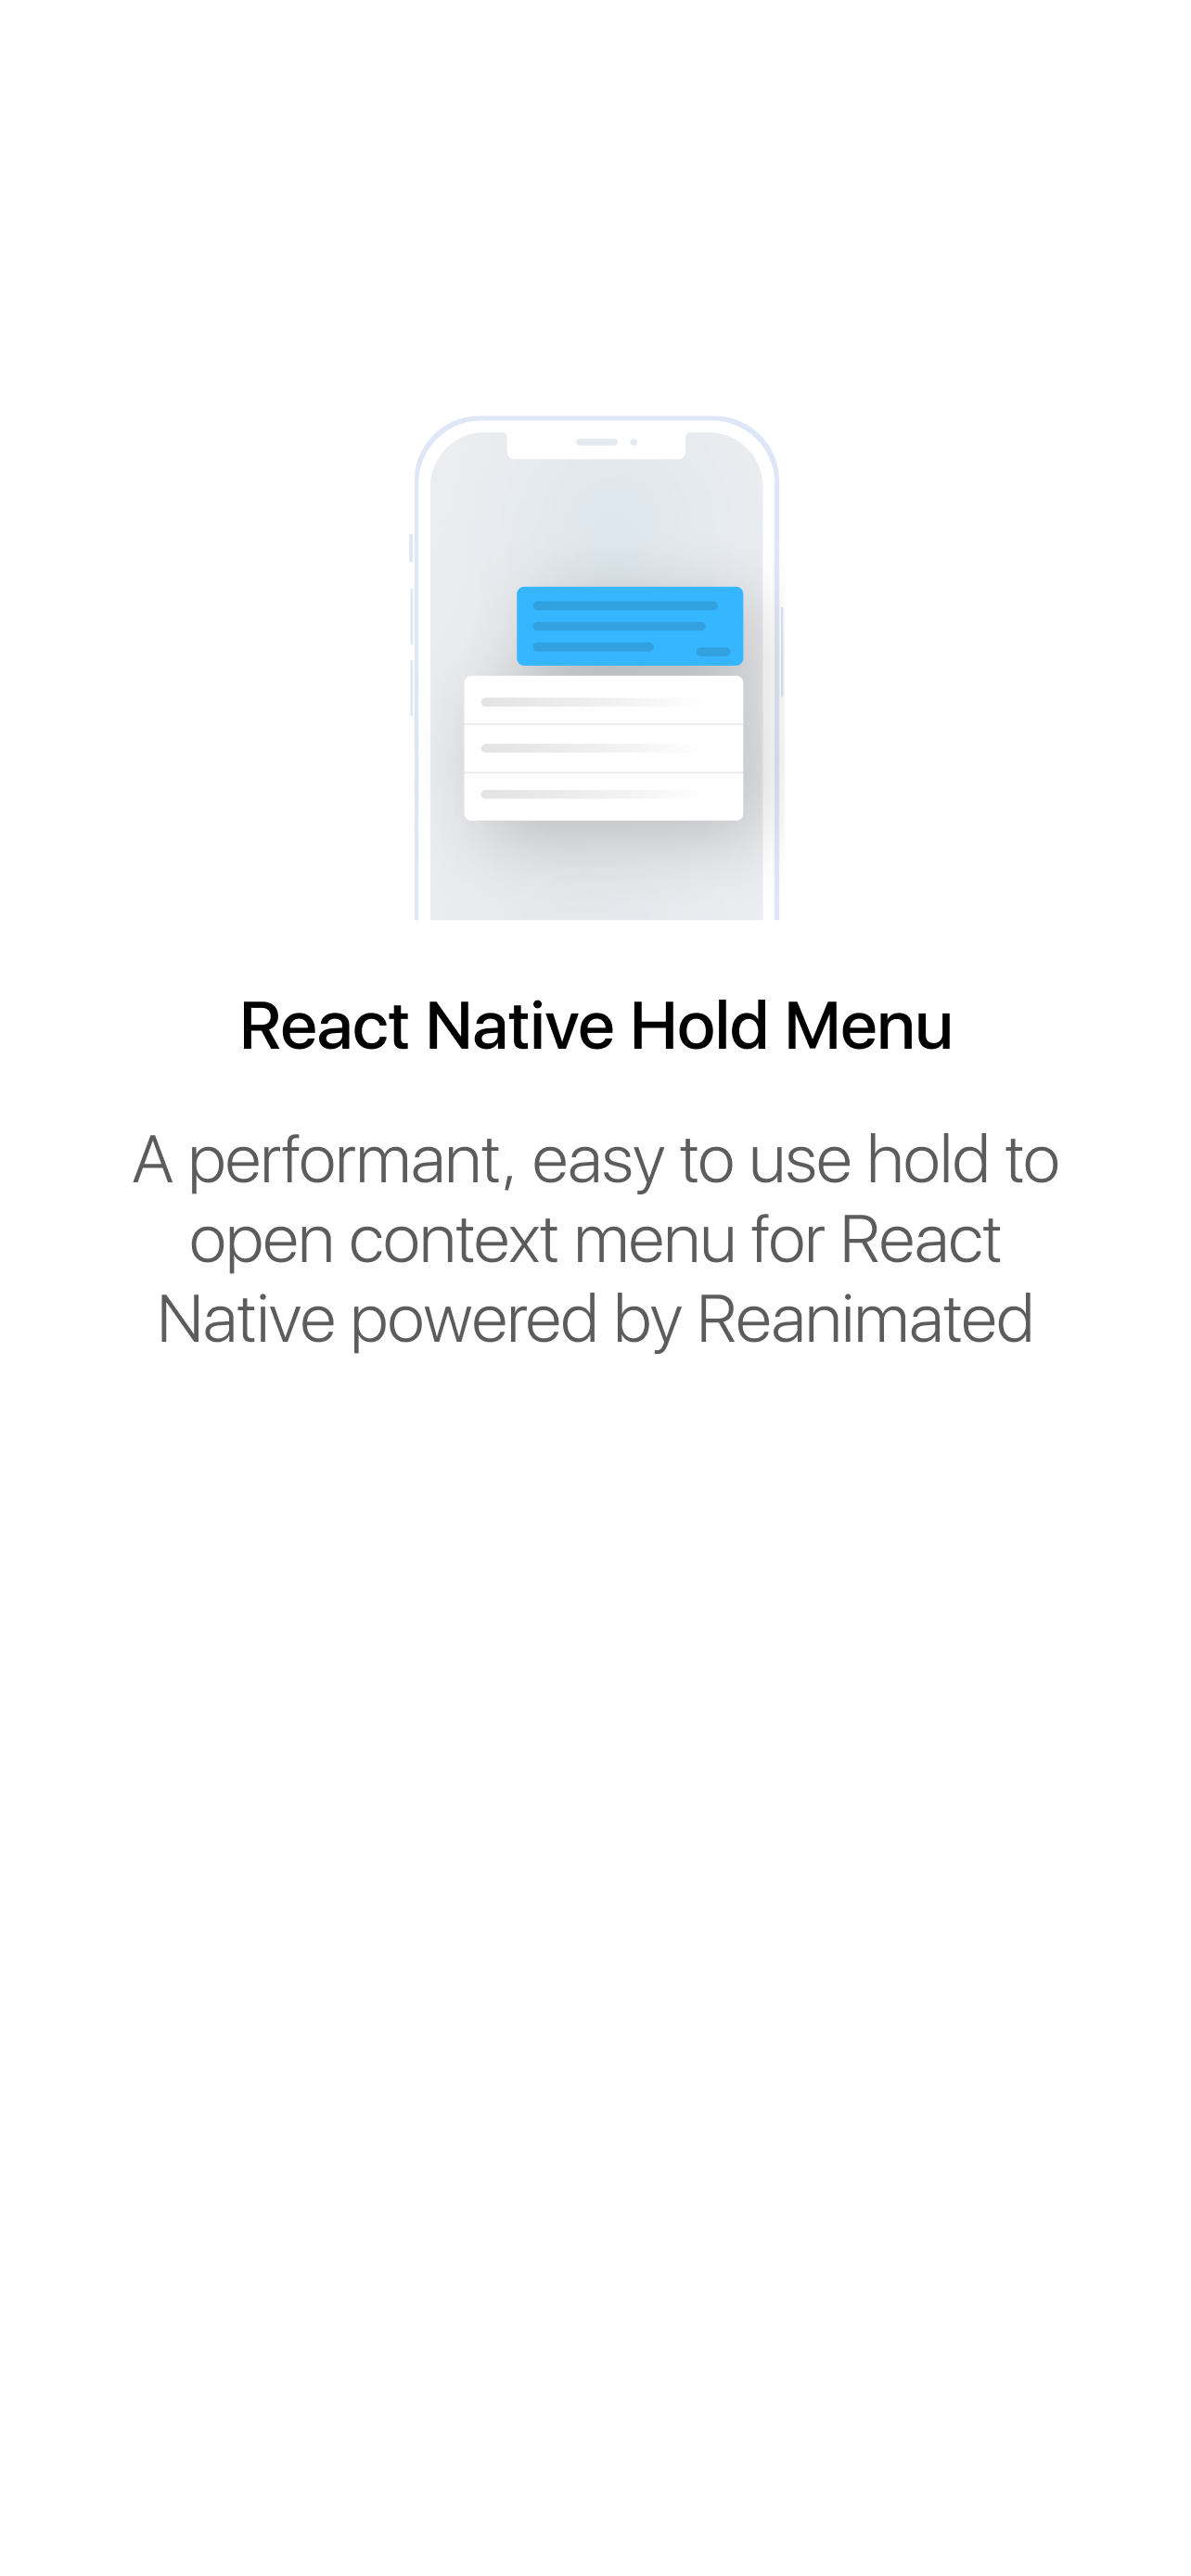 React Native Hold Menu
A performant, easy to use hold to
open context menu for React
Native powered by Reanimated